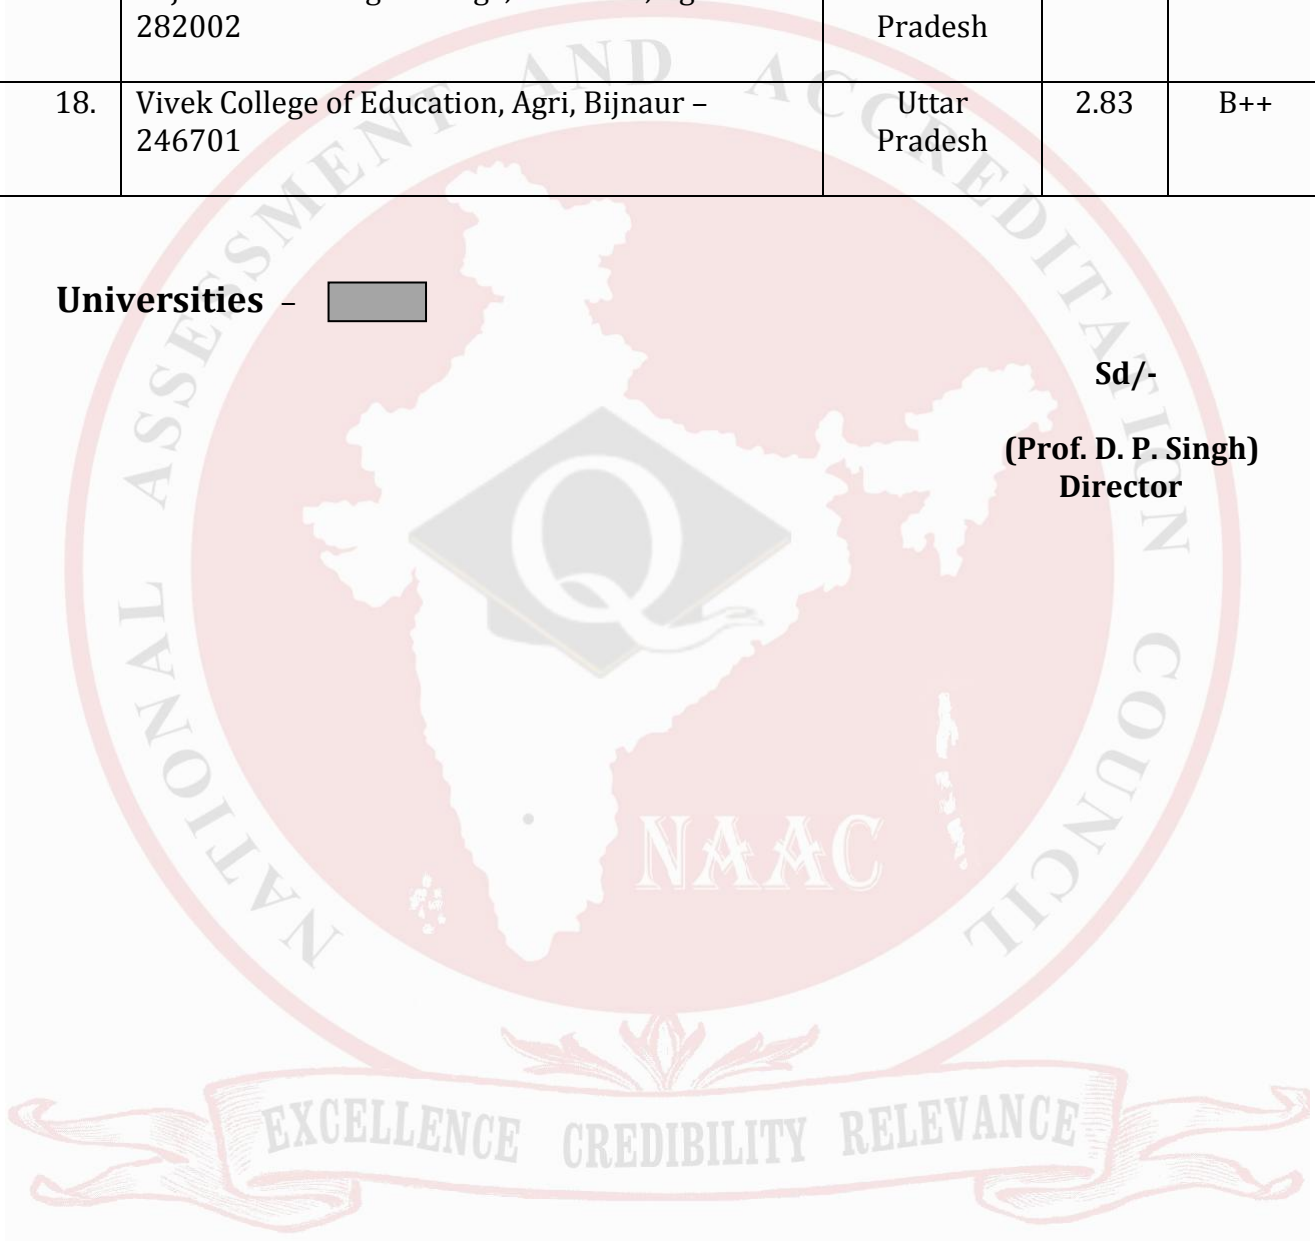 282002
Pradesh
18. Vivek College of Education, Agri, Bijnaur – Uttar 2.83 B++
246701 Pradesh
Universities –
Sd/-
(Prof. D. P. Singh)
Director
NATIONAL ASSESSMENT AND ACCREDITATION COUNCIL
Q
NAAC
EXCELLENCE CREDIBILITY RELEVANCE